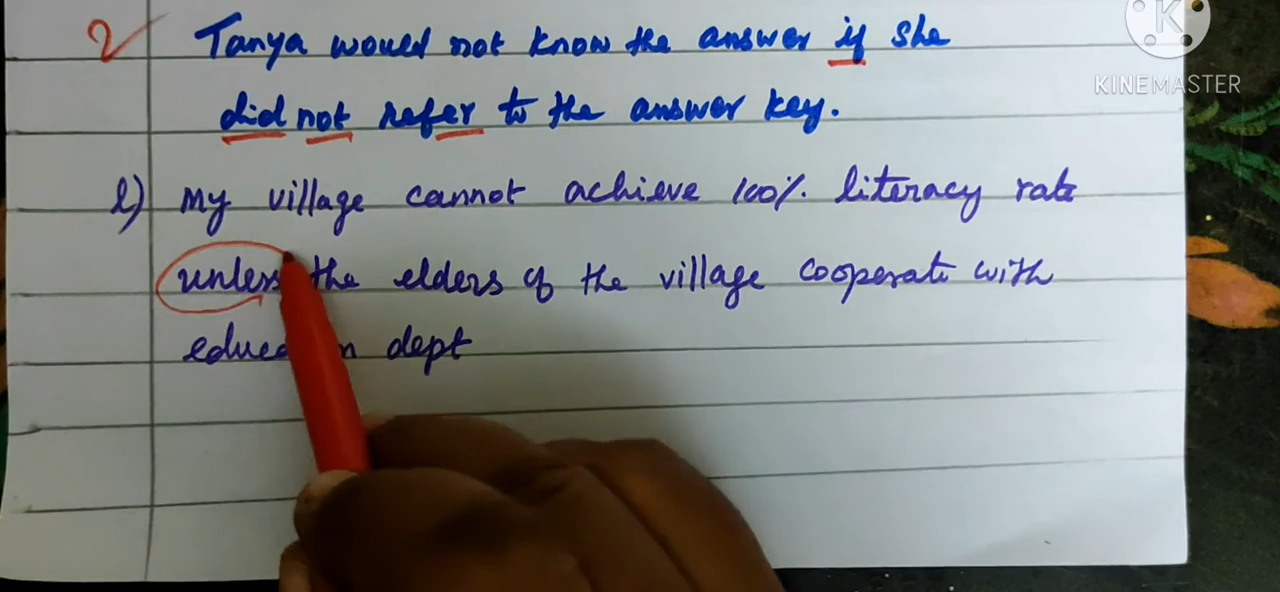 2 Tanya would not know the answer if she
did not refer to the answer key.
l) My village cannot achieve 100% literacy rate
unless the elders of the village cooperate with
dept
K
KINEMASTER